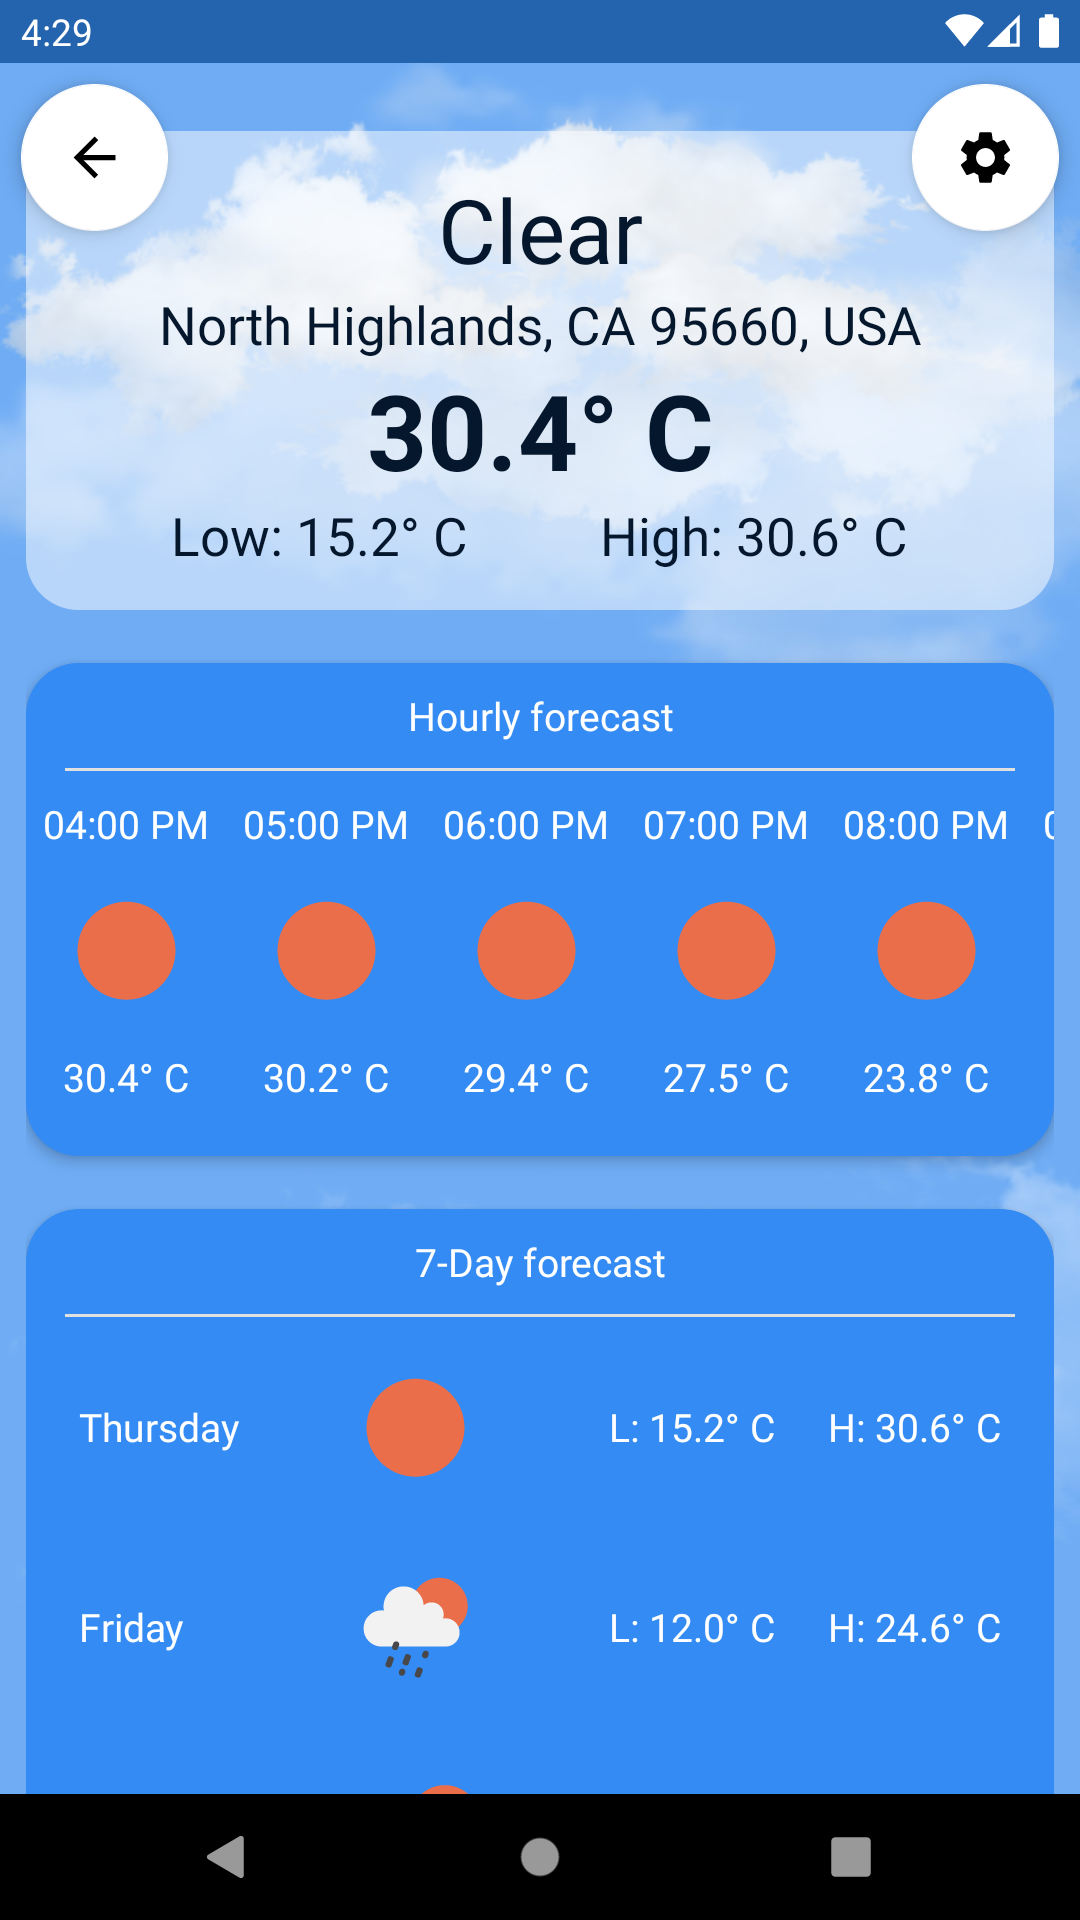 4:29
Clear
North Highlands, CA 95660, USA
30.4° C
Low: 15.2° C High: 30.6° C
Hourly forecast
04:00 PM 05:00 PM 06:00 PM 07:00 PM 08:00 PM
30.4° C 30.2° C 29.4° C 27.5° C 23.8° C
7-Day forecast
Thursday L: 15.2° C H: 30.6° C
Friday L: 12.0° C H: 24.6° C